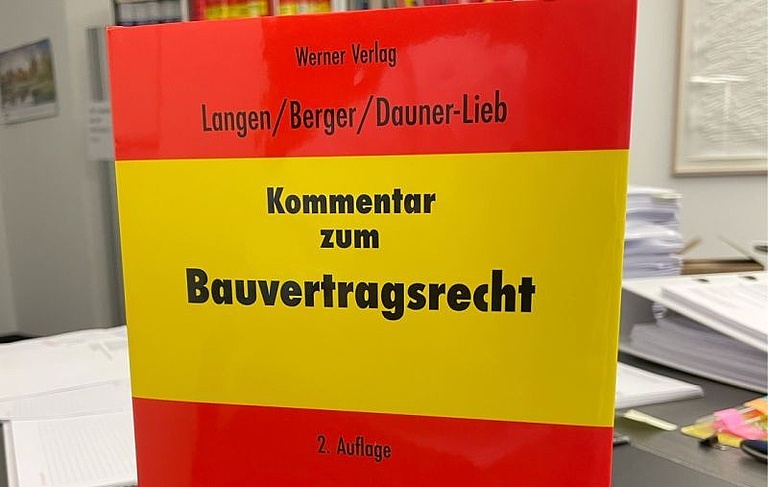 Werner Verlag
Langen/Berger/Dauner-Lieb
Kommentar
zum
Bauvertragsrecht
2. Auflage